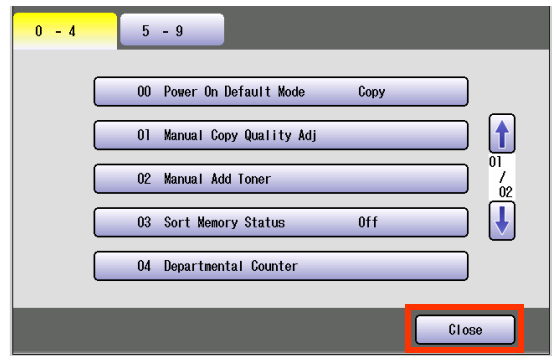 0 - 4
5 - 9
00 Power On Default Mode Copy
01 Manual Copy Quality Adj
02 Manual Add Toner
03 Sort Memory Status Off
04 Departmental Counter
01
/
02
Close